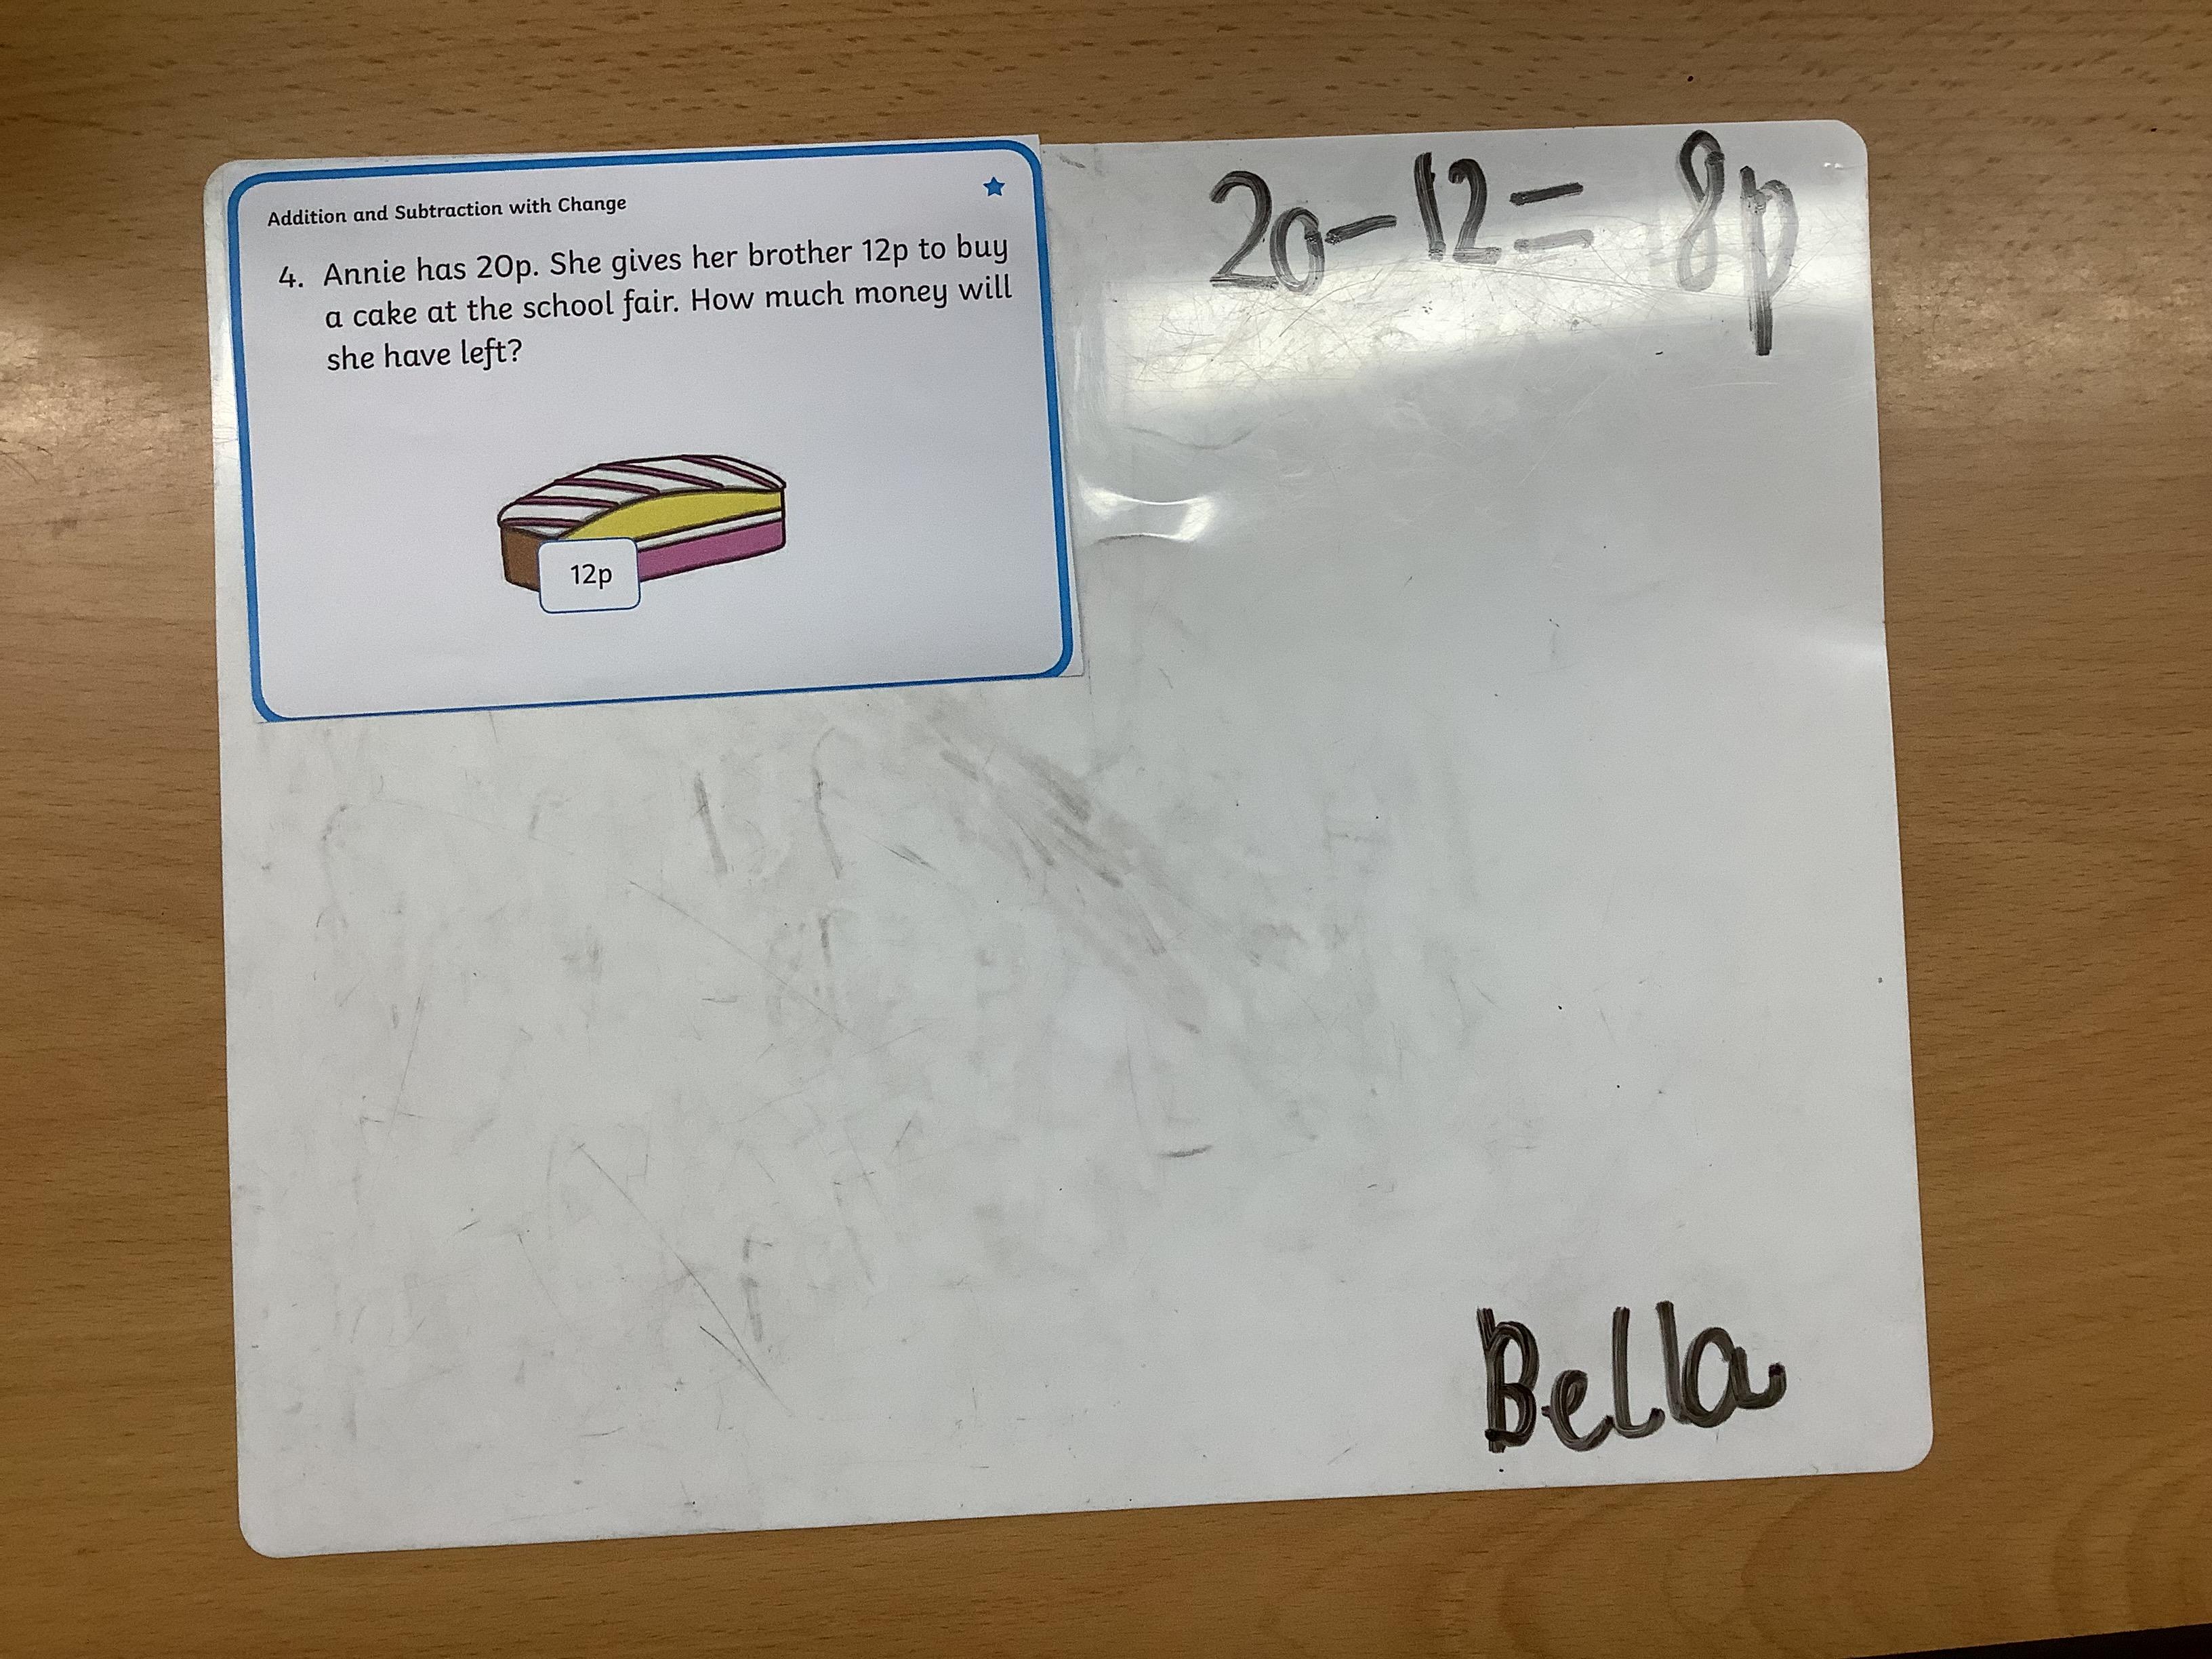 Addition and Subtraction with Change
4. Annie has 20p. She gives her brother 12p to buy
a cake at the school fair. How much money will
she have left?
12p
20-12= 8p
Bella